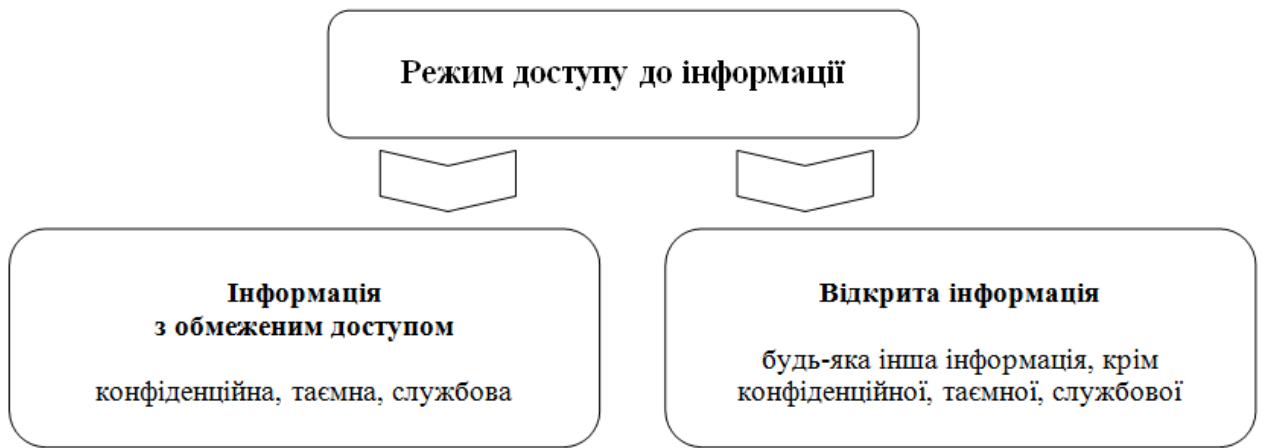 Режим доступу до інформації
Інформація
з обмеженим доступом
конфіденційна, таємна, службова
Відкрита інформація
будь-яка інша інформація, крім
конфіденційної, таємної, службової